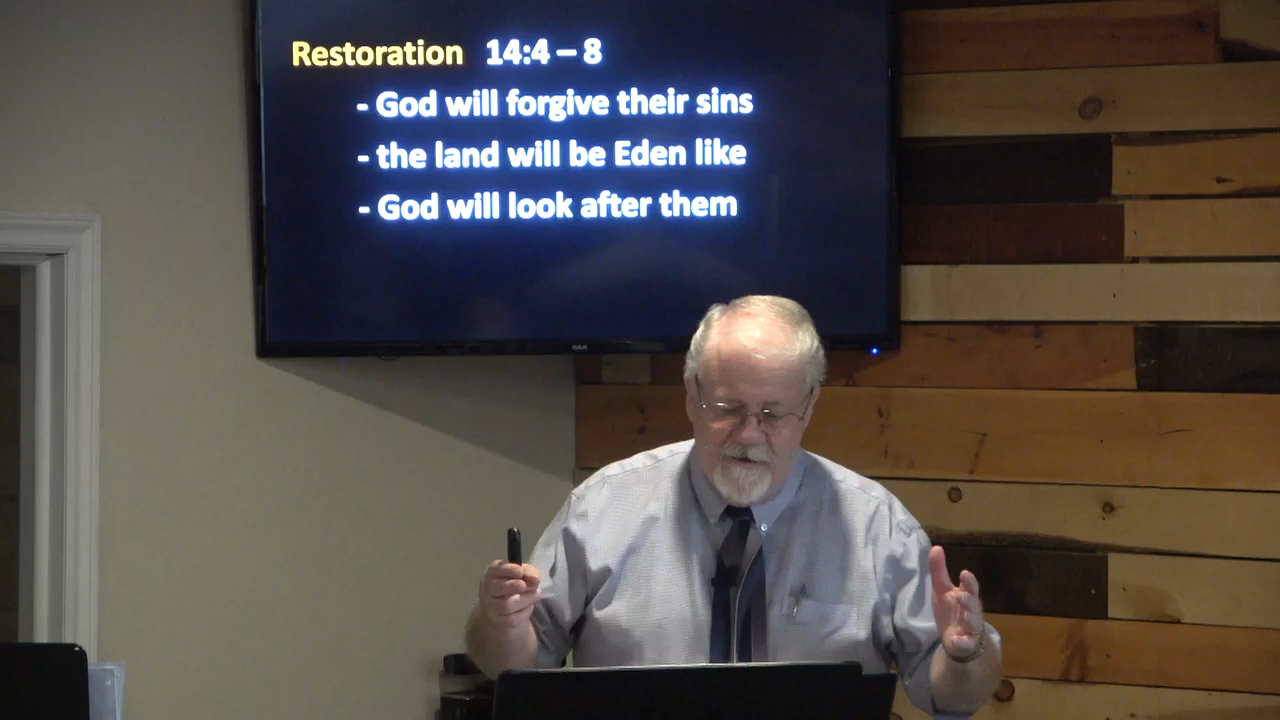 Restoration 14:4 – 8
- God will forgive their sins
- the land will be Eden like
- God will look after them
RCA